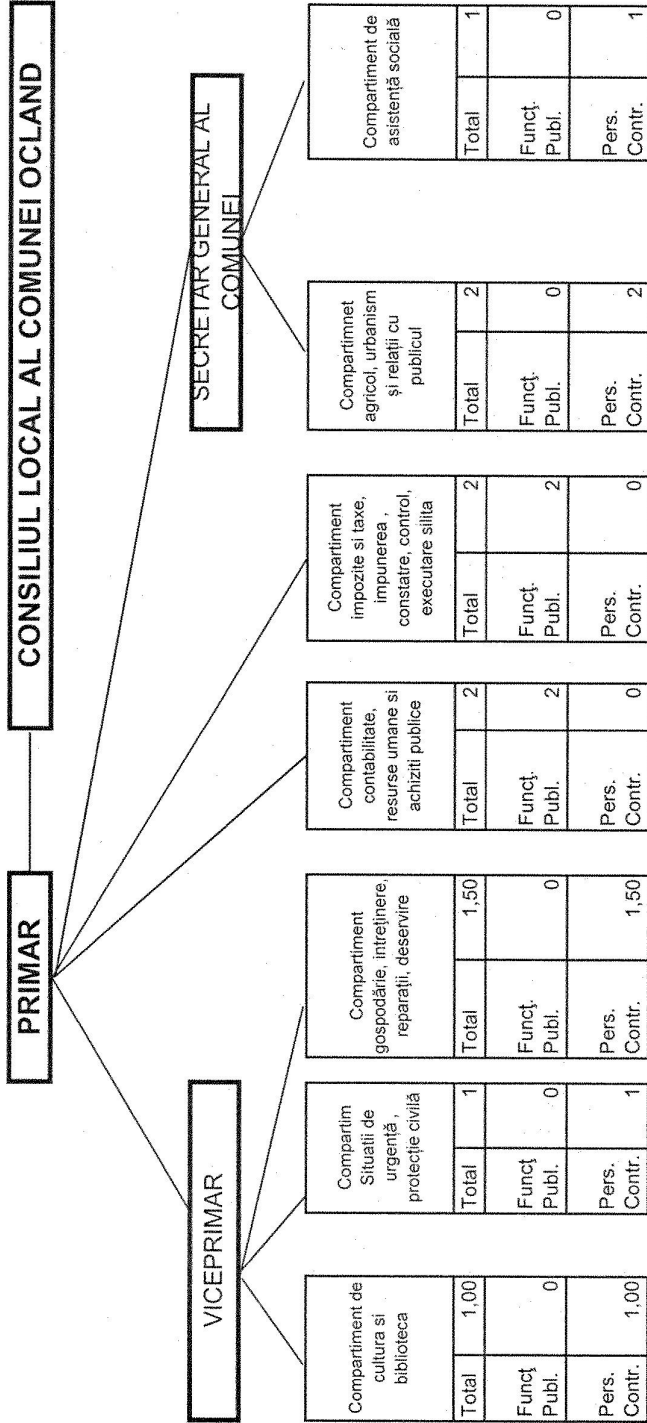 CONSILIUL LOCAL AL COMUNEI OCLAND
PRIMAR
VICEPRIMAR
SECRETAR GENERAL AL
COMUNEI
Compartiment de
cultura si
biblioteca
Total 1,00
Funcţ
Publ. 0
Pers.
Contr. 1,00
Compartim
Situatii de
urgenţă ,
protecţie civilă
Total 1
Funcţ
Publ. 0
Pers.
Contr. 1
Compartiment
gospodărie, intreţinere,
reparaţii, deservire
Total 1,50
Funcţ.
Publ. 0
Pers.
Contr. 1,50
Compartiment
contabilitate,
resurse umane si
achiziti publice
Total 2
Funcţ.
Publ. 2
Pers.
Contr. 0
Compartiment
impozite si taxe,
impunerea ,
constatre, control,
executare silita
Total 2
Funcţ.
Publ. 2
Pers.
Contr. 0
Compartimnet
agricol, urbanism
şi relaţii cu
publicul
Total 2
Funcţ.
Publ. 0
Pers.
Contr. 2
Compartiment de
asistenţă socială
Total 1
Funcţ.
Publ. 0
Pers.
Contr. 1